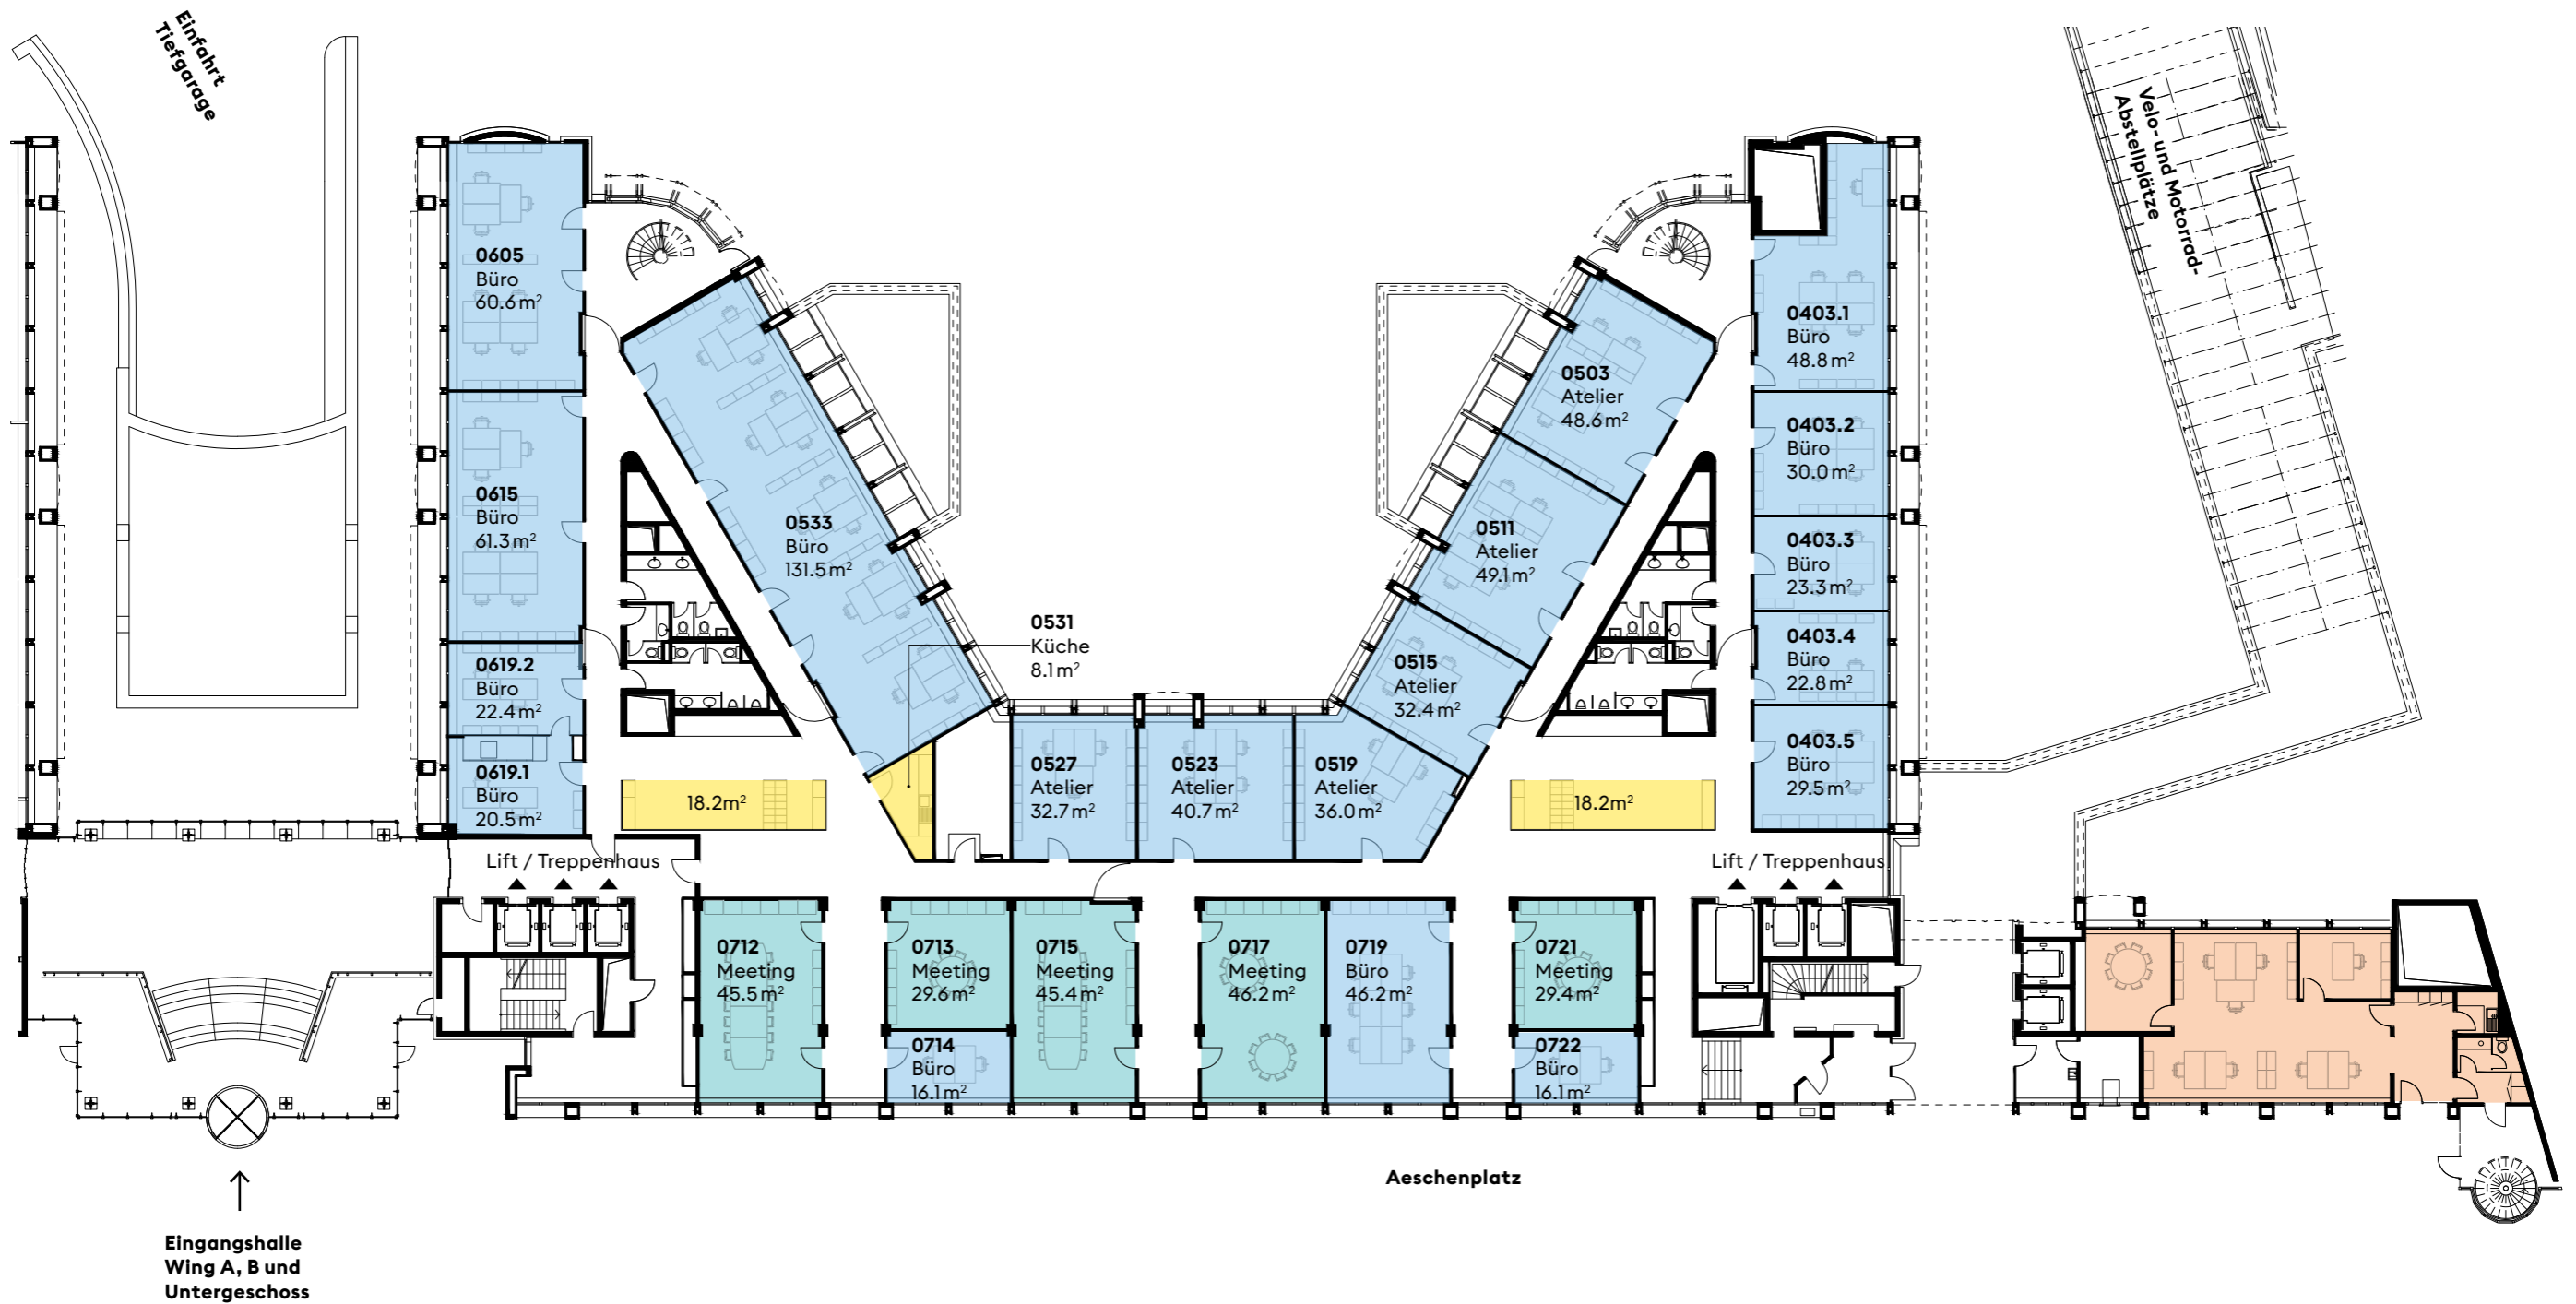 Einfahrt
Tiefgarage
Velo- und Motorrad-
Abstellplätze
0605
Büro
60.6 m²
0615
Büro
61.3 m²
0619.2
Büro
22.4 m²
0619.1
Büro
20.5 m²
0533
Büro
131.5 m²
0531
Küche
8.1 m²
18.2m²
0527
Atelier
32.7 m²
0523
Atelier
40.7 m²
0519
Atelier
36.0 m²
0515
Atelier
32.4 m²
0511
Atelier
49.1 m²
0503
Atelier
48.6 m²
18.2m²
0403.1
Büro
48.8 m²
0403.2
Büro
30.0 m²
0403.3
Büro
23.3 m²
0403.4
Büro
22.8 m²
0403.5
Büro
29.5 m²
Lift / Treppenhaus
Lift / Treppenhaus
0712
Meeting
45.5 m²
0713
Meeting
29.6 m²
0714
Büro
16.1 m²
0715
Meeting
45.4 m²
0717
Meeting
46.2 m²
0719
Büro
46.2 m²
0721
Meeting
29.4 m²
0722
Büro
16.1 m²
Aeschenplatz
Eingangshalle
Wing A, B und
Untergeschoss